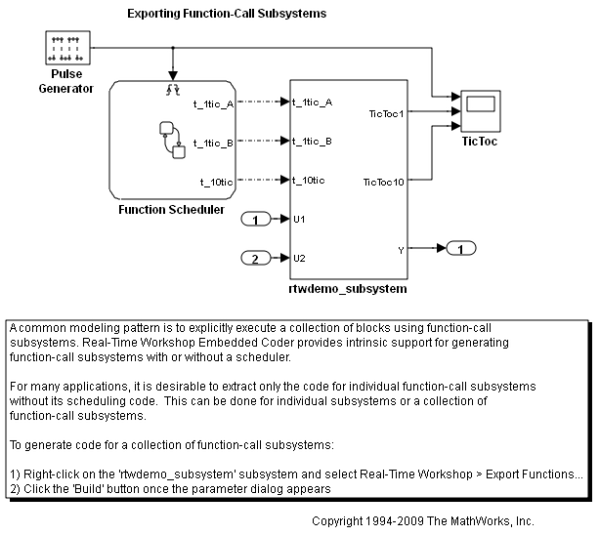 Exporting Function-Call Subsystems
Pulse
Generator
t_1tic_A
t_1tic_B
t_10tic
Function Scheduler
t_1tic_A
t_1tic_B
t_10tic
1
U1
2
U2
TicToc1
TicToc10
Y
1
rtwdemo_subsystem
TicToc
A common modeling pattern is to explicitly execute a collection of blocks using function-call
subsystems. Real-Time Workshop Embedded Coder provides intrinsic support for generating
function-call subsystems with or without a scheduler.
For many applications, it is desirable to extract only the code for individual function-call subsystems
without its scheduling code.  This can be done for individual subsystems or a collection of
function-call subsystems.
To generate code for a collection of function-call subsystems:
1) Right-click on the 'rtwdemo_subsystem' subsystem and select Real-Time Workshop > Export Functions...
2) Click the 'Build' button once the parameter dialog appears
Copyright 1994-2009 The MathWorks, Inc.